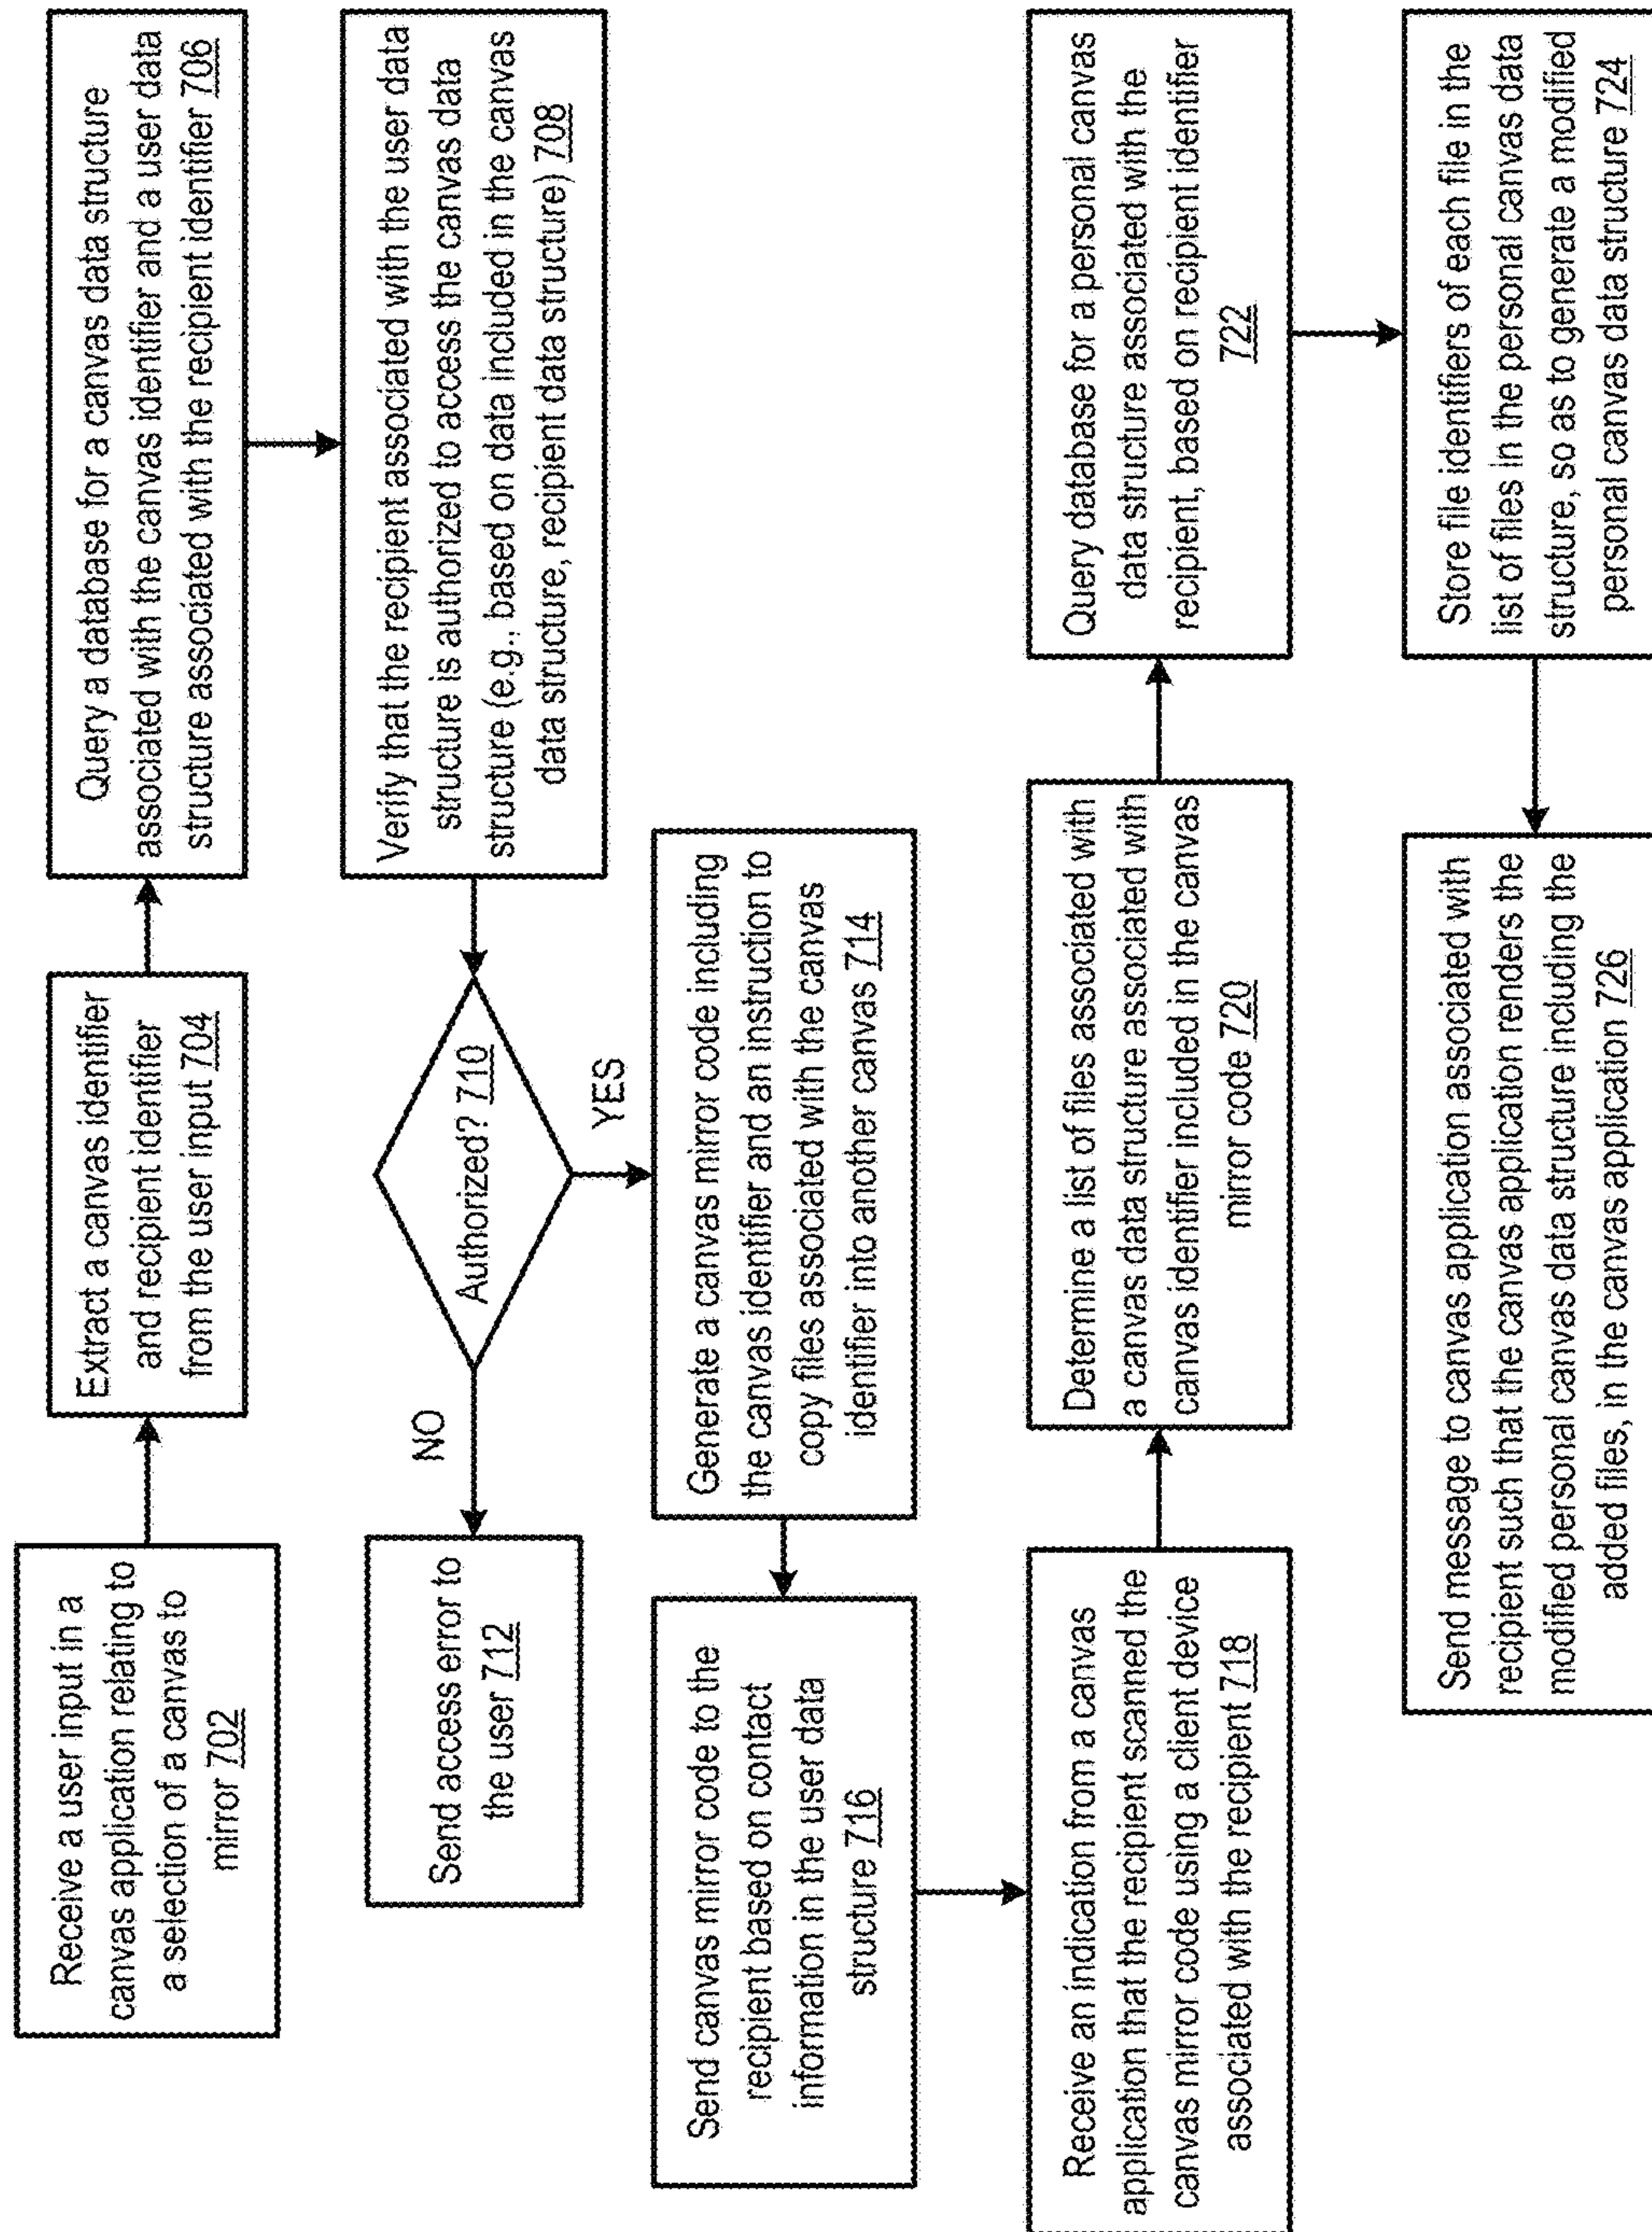 Receive a user input in a
canvas application relating to
a selection of a canvas to
mirror 702
Extract a canvas identifier
and recipient identifier
from the user input 704
Query a database for a canvas data structure
associated with the canvas identifier and a user data
structure associated with the recipient identifier 706
Verify that the recipient associated with the user data
structure is authorized to access the canvas data
structure (e.g., based on data included in the canvas
data structure, recipient data structure) 708
Authorized? 710
NO
YES
Send access error to
the user 712
Generate a canvas mirror code including
the canvas identifier and an instruction to
copy files associated with the canvas
identifier into another canvas 714
Send canvas mirror code to the
recipient based on contact
information in the user data
structure 716
Receive an indication from a canvas
application that the recipient scanned the
canvas mirror code using a client device
associated with the recipient 718
Determine a list of files associated with
a canvas data structure associated with
canvas identifier included in the canvas
mirror code 720
Query database for a personal canvas
data structure associated with the
recipient, based on recipient identifier
722
Store file identifiers of each file in the
list of files in the personal canvas data
structure, so as to generate a modified
personal canvas data structure 724
Send message to canvas application associated with
recipient such that the canvas application renders the
modified personal canvas data structure including the
added files, in the canvas application 726